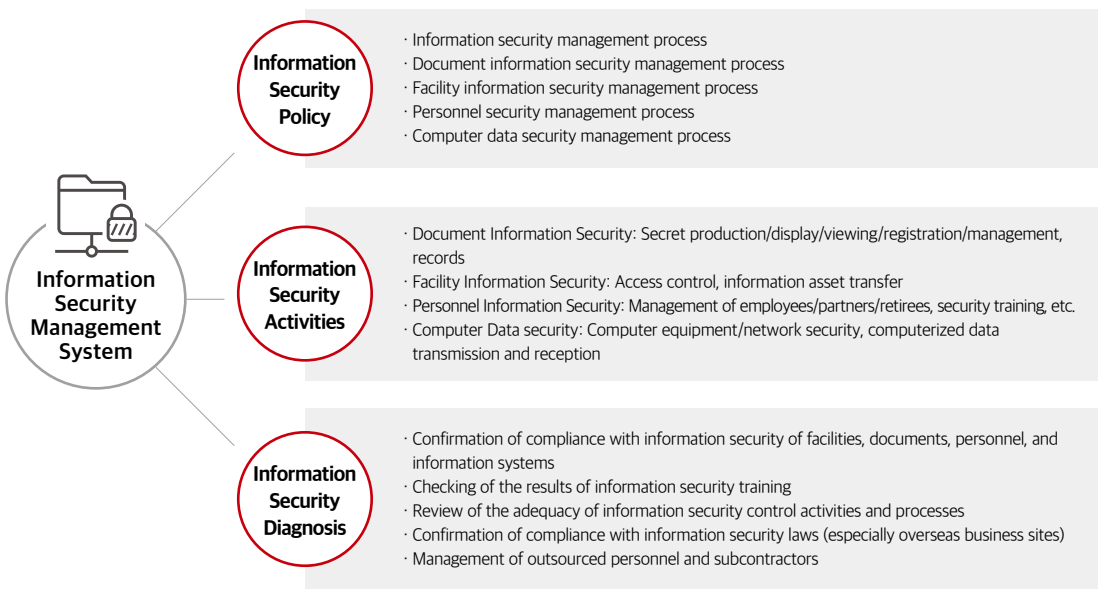 Information
Security
Management
System
Information
Security
Policy
· Information security management process
· Document information security management process
· Facility information security management process
· Personnel security management process
· Computer data security management process
Information
Security
Activities
· Document Information Security: Secret production/display/viewing/registration/management,
records
· Facility Information Security: Access control, information asset transfer
· Personnel Information Security: Management of employees/partners/retirees, security training, etc.
· Computer Data security: Computer equipment/network security, computerized data
transmission and reception
Information
Security
Diagnosis
· Confirmation of compliance with information security of facilities, documents, personnel, and
information systems
· Checking of the results of information security training
· Review of the adequacy of information security control activities and processes
· Confirmation of compliance with information security laws (especially overseas business sites)
· Management of outsourced personnel and subcontractors